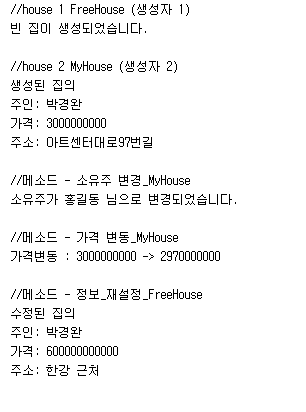 //house 1 FreeHouse (생성자 1)
빈 집이 생성되었습니다.

//house 2 MyHouse (생성자 2)
생성된 집의
주인: 박경완
가격: 3000000000
주소: 아트센터대로97번길

//메소드 - 소유주 변경_MyHouse
소유주가 홍길동 님으로 변경되었습니다.

//메소드 - 가격 변동_MyHouse
가격변동 : 3000000000 -> 2970000000

//메소드 - 정보_재설정_FreeHouse
수정된 집의
주인: 박경완
가격: 600000000000
주소: 한강 근처